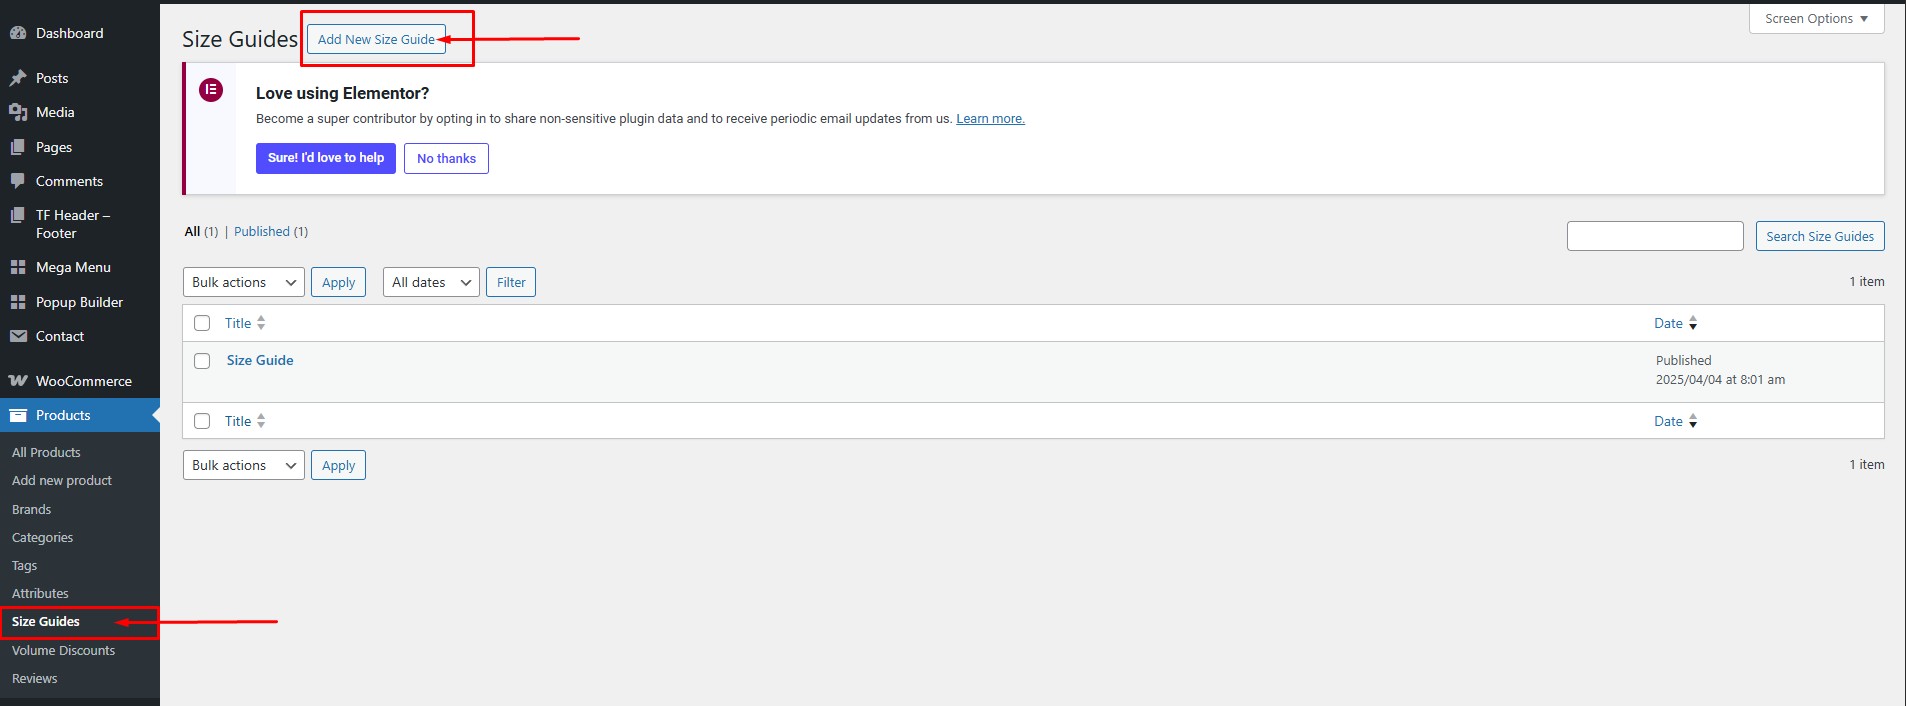 Dashboard
Posts
Media
Pages
Comments
TF Header –
Footer
Mega Menu
Popup Builder
Contact
WooCommerce
Products
All Products
Add new product
Brands
Categories
Tags
Attributes
Size Guides
Volume Discounts
Reviews
Screen Options
Size Guides Add New Size Guide
Love using Elementor?
Become a super contributor by opting in to share non-sensitive plugin data and to receive periodic email updates from us. Learn more.
Sure! I'd love to help No thanks
All (1) | Published (1)
Search Size Guides
Bulk actions Apply All dates Filter 1 item
Title Date
Size Guide Published
2025/04/04 at 8:01 am
Title Date
Bulk actions Apply 1 item